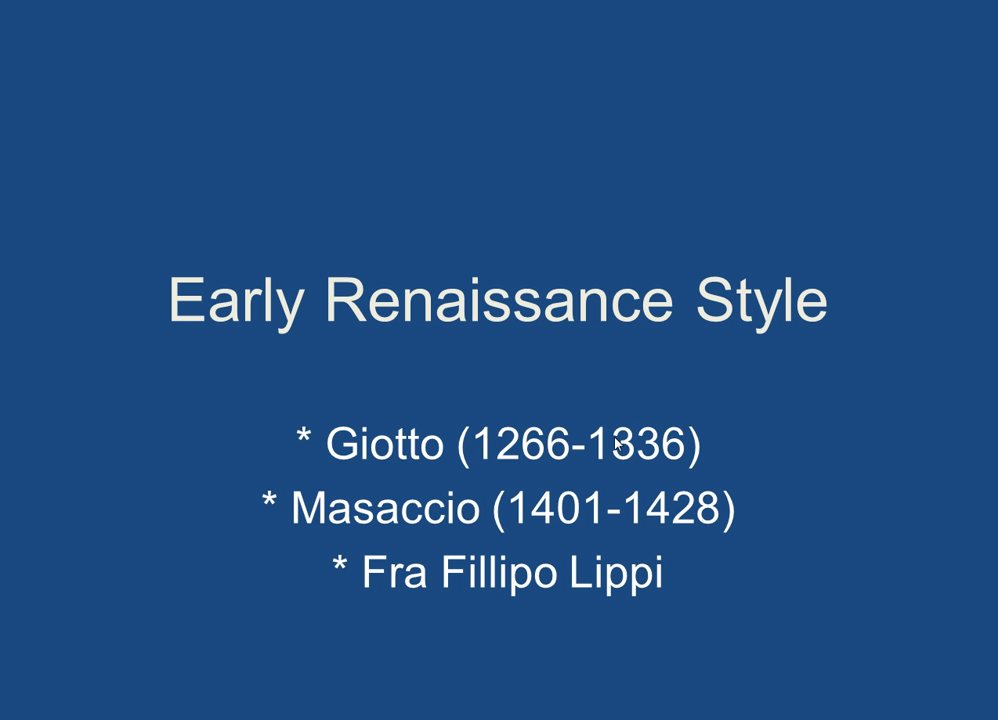 Early Renaissance Style
* Giotto (1266-1336)
* Masaccio (1401-1428)
* Fra Fillipo Lippi